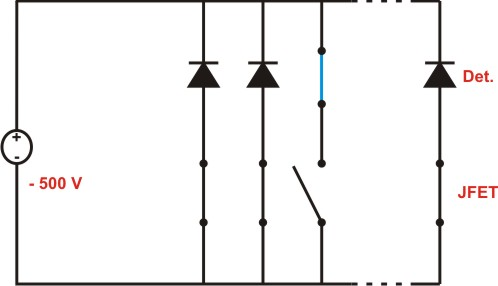 Det.
+
-
- 500 V
JFET